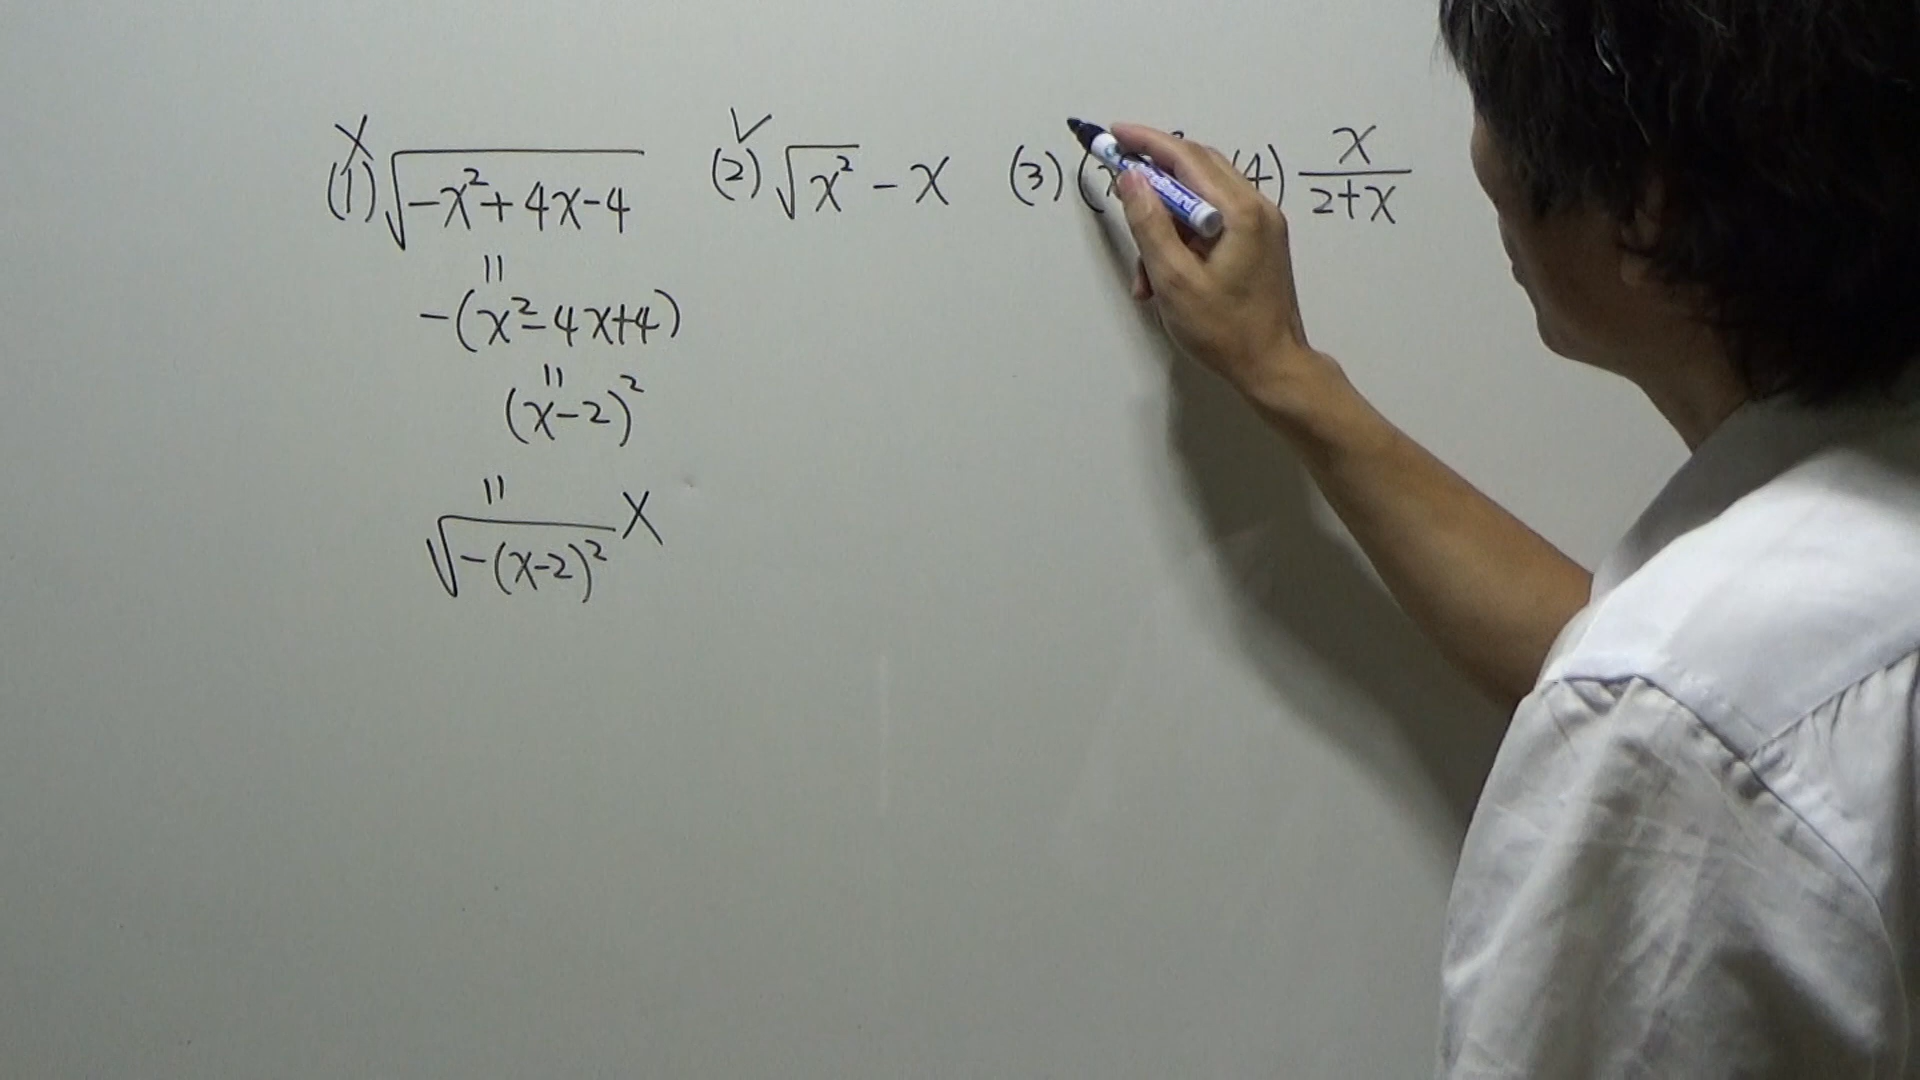 X ✓
(1) √(-x²+4x-4) (2) √(x²) - x (3) (x (4) x/(2+x)
=
-(x²-4x+4)
=
(x-2)²
=
√(-(x-2)²) X